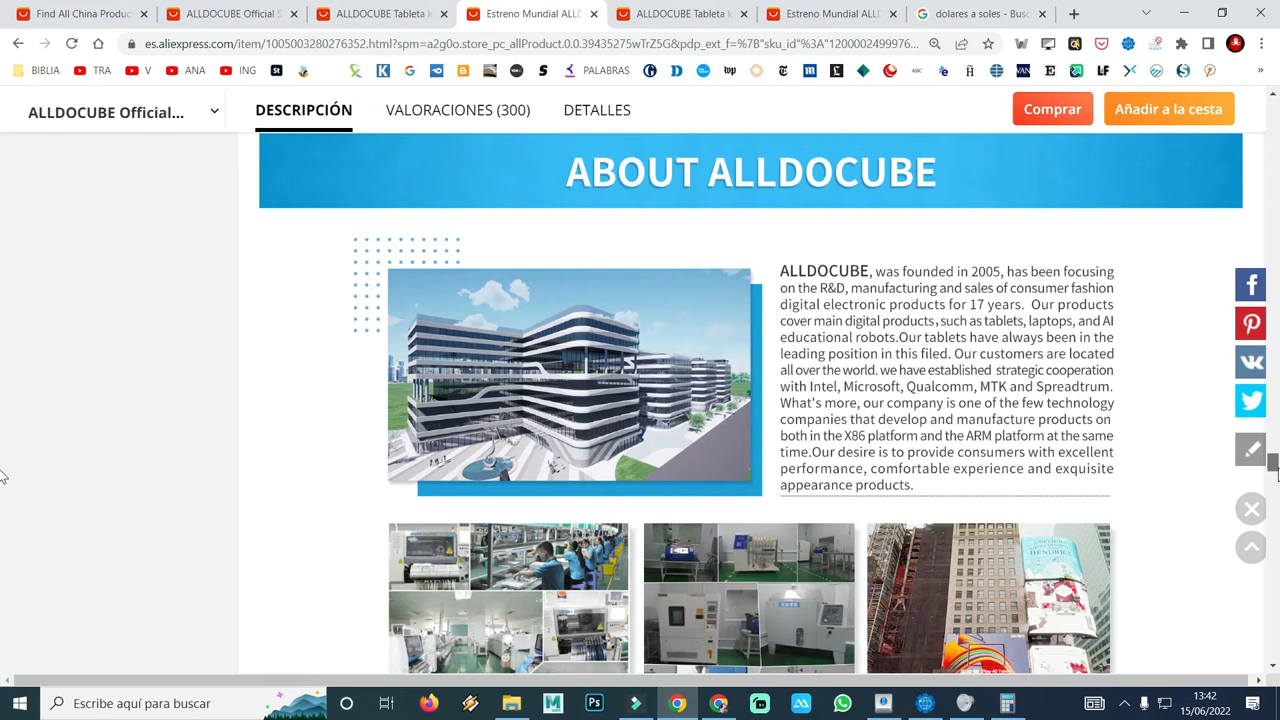 Find All China Produc
ALLDOCUBE Official S
ALLDOCUBE Tableta k
Estreno Mundial ALLD
ALLDOCUBE Tableta k
Estreno Mundial ALLD
dolares a soles - Busc
es.aliexpress.com/item/1005003280276352.html?spm=a2g0o.store_pc_allProduct.0.0.39435275wTrZ5G&pdp_ext_f=%7B"sku_id"%3A"1200002499976...
BIBLIA
TRA
V
ANA
ING
PALABRAS
ALLDOCUBE Official...
DESCRIPCIÓN
VALORACIONES (300)
DETALLES
Comprar
Añadir a la cesta
ABOUT ALLDOCUBE
ALLDOCUBE, was founded in 2005, has been focusing
on the R&D, manufacturing and sales of consumer fashion
digital electronic products for 17 years. Our products
cover main digital products,such as tablets, laptops, and AI
educational robots.Our tablets have always been in the
leading position in this filed. Our customers are located
all over the world. we have established strategic cooperation
with Intel, Microsoft, Qualcomm, MTK and Spreadtrum.
What's more, our company is one of the few technology
companies that develop and manufacture products on
both in the X86 platform and the ARM platform at the same
time.Our desire is to provide consumers with excellent
performance, comfortable experience and exquisite
appearance products.
HENDRICK'S
Escribe aquí para buscar
13:42
15/06/2022